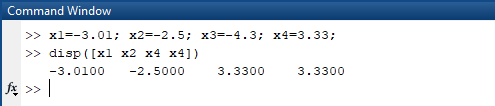 Command Window
>> x1=-3.01; x2=-2.5; x3=-4.3; x4=3.33;
>> disp([x1 x2 x4 x4])
-3.0100 -2.5000 3.3300 3.3300
fx >>